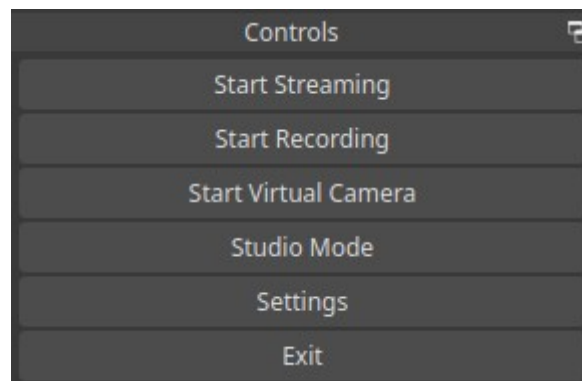 Controls
Start Streaming
Start Recording
Start Virtual Camera
Studio Mode
Settings
Exit